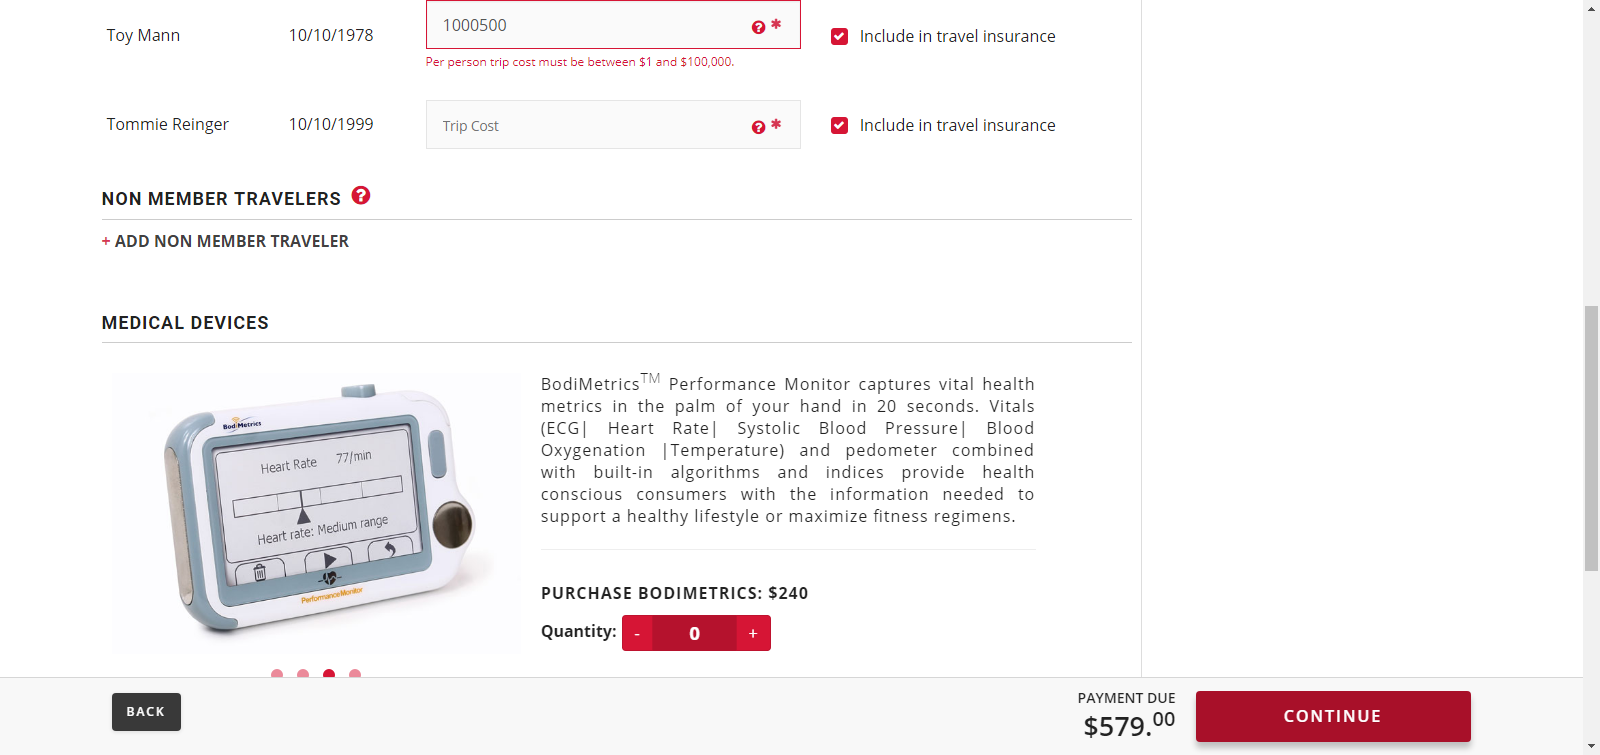 Toy Mann 10/10/1978 1000500 ? * Include in travel insurance
Per person trip cost must be between $1 and $100,000.
Tommie Reinger 10/10/1999 Trip Cost ? * Include in travel insurance
NON MEMBER TRAVELERS ?
+ ADD NON MEMBER TRAVELER
MEDICAL DEVICES
BodiMetrics
Heart Rate 77/min
Heart rate: Medium range
PerformanceMonitor
BodiMetrics™ Performance Monitor captures vital health
metrics in the palm of your hand in 20 seconds. Vitals
(ECG| Heart Rate| Systolic Blood Pressure| Blood
Oxygenation |Temperature) and pedometer combined
with built-in algorithms and indices provide health
conscious consumers with the information needed to
support a healthy lifestyle or maximize fitness regimens.
PURCHASE BODIMETRICS: $240
Quantity: - 0 +
BACK
PAYMENT DUE
$579.00
CONTINUE